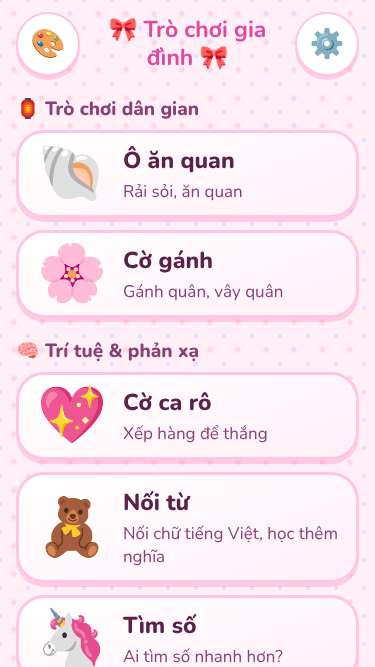 Trò chơi gia
đình
Trò chơi dân gian
Ô ăn quan
Rải sỏi, ăn quan
Cờ gánh
Gánh quân, vây quân
Trí tuệ & phản xạ
Cờ ca rô
Xếp hàng để thắng
Nối từ
Nối chữ tiếng Việt, học thêm
nghĩa
Tìm số
Ai tìm số nhanh hơn?